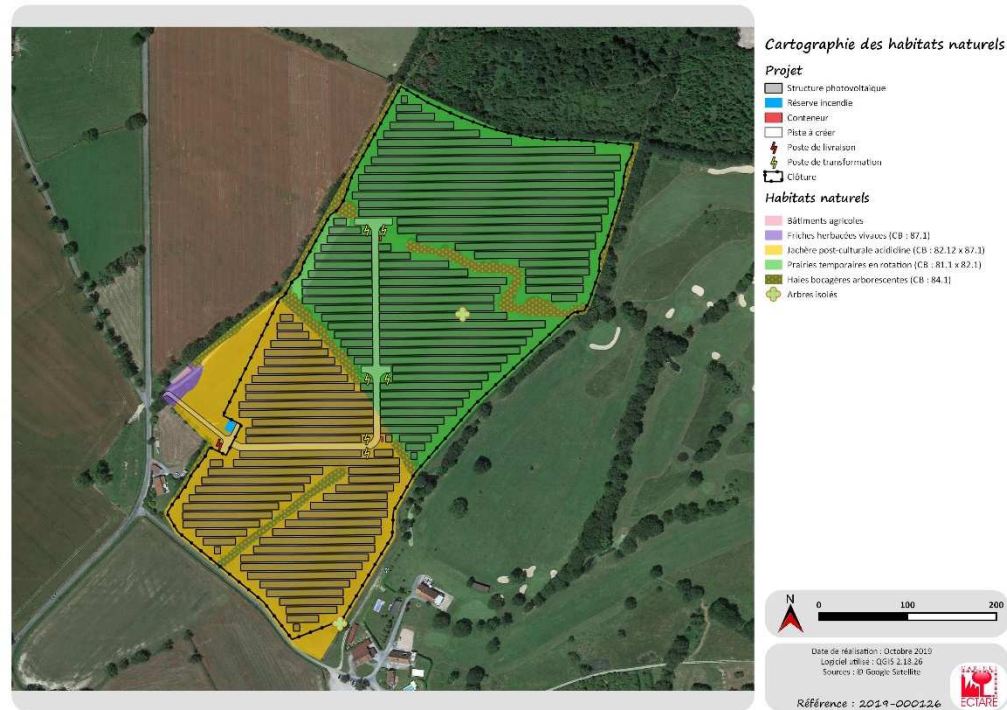 Cartographie des habitats naturels
Projet
Structure photovoltaïque
Réserve incendie
Conteneur
Piste à créer
Poste de livraison
Poste de transformation
Clôture
Habitats naturels
Bâtiments agricoles
Friches herbacées vivaces (CB : 87.1)
Jachère post-culturale acidicline (CB : 82.12 x 87.1)
Prairies temporaires en rotation (CB : 81.1 x 82.1)
Haies bocagères arborescentes (CB : 84.1)
Arbres isolés
N
0 100 200
Date de réalisation : Octobre 2019
Logiciel utilisé : QGIS 2.18.26
Sources : © Google Satellite
Référence : 2019-000126
ECTARE